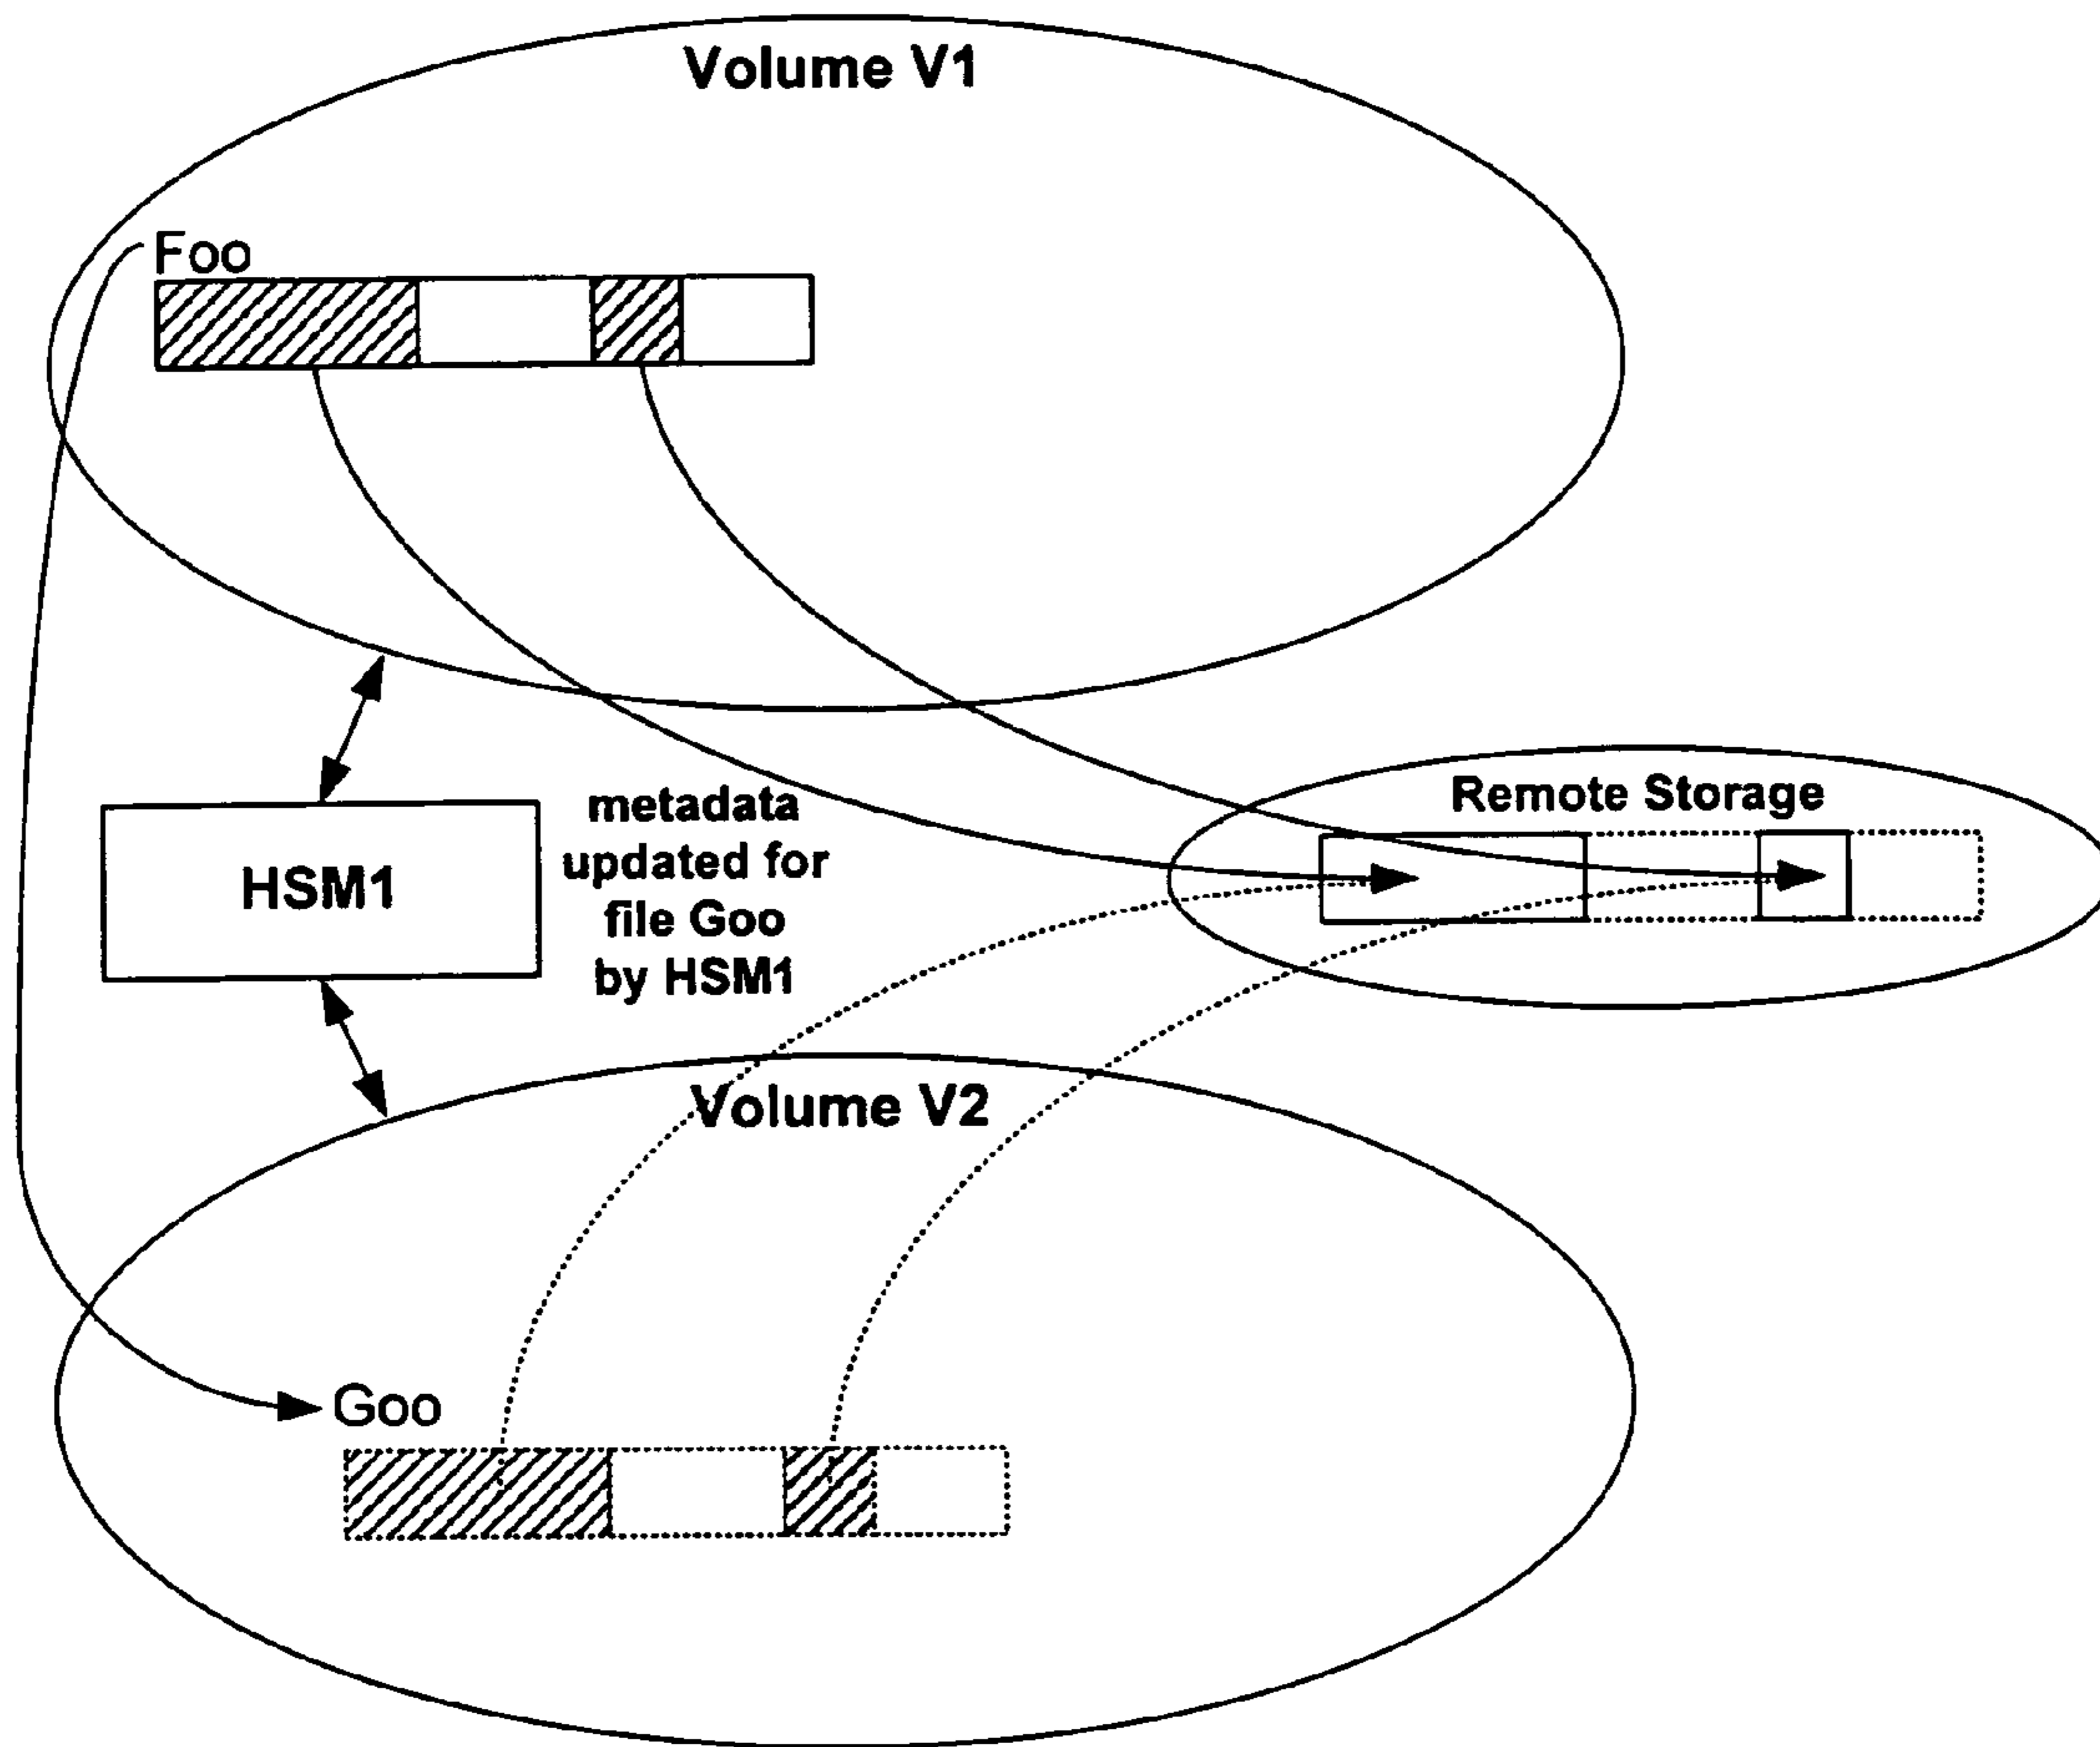 Volume V1
Foo
HSM1
metadata
updated for
file Goo
by HSM1
Remote Storage
Volume V2
Goo